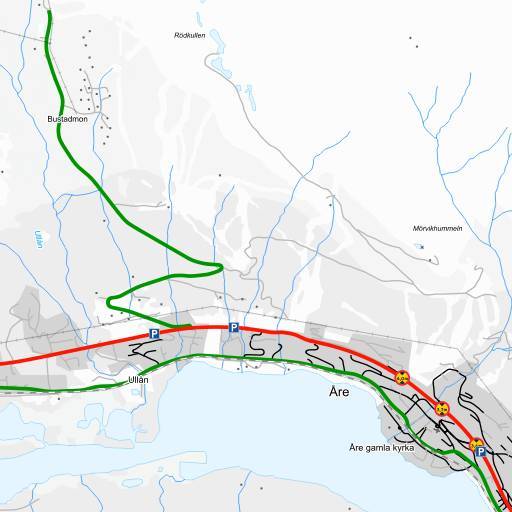 Rödkullen
Bustadmon
Mörvikhummeln
Ullån
P
P
Ullån
Åre
Åre gamla kyrka
P